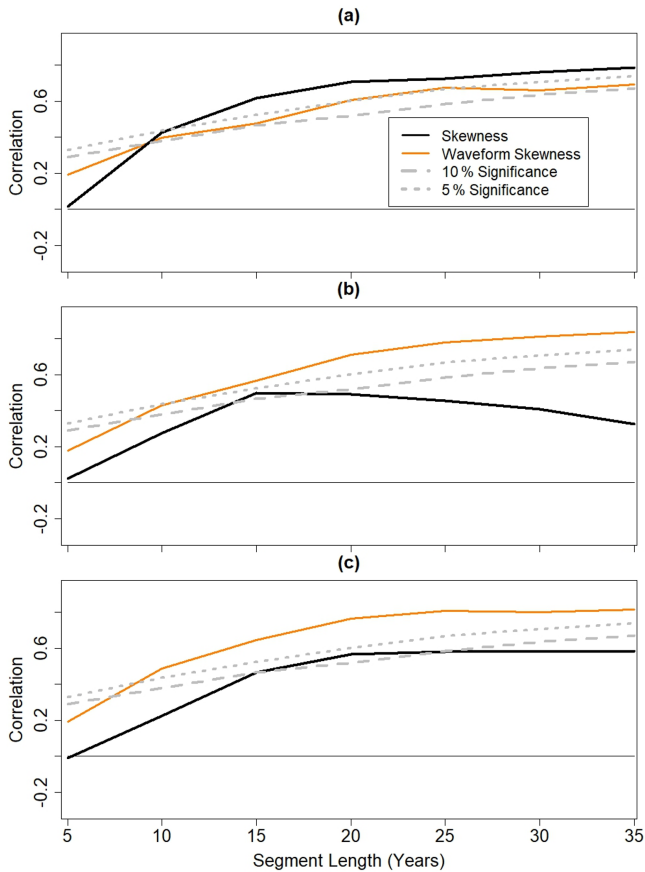 (a)
Correlation
0.6
0.2
-0.2
Skewness
Waveform Skewness
10 % Significance
5 % Significance
(b)
Correlation
0.6
0.2
-0.2
(c)
Correlation
0.6
0.2
-0.2
5 10 15 20 25 30 35
Segment Length (Years)